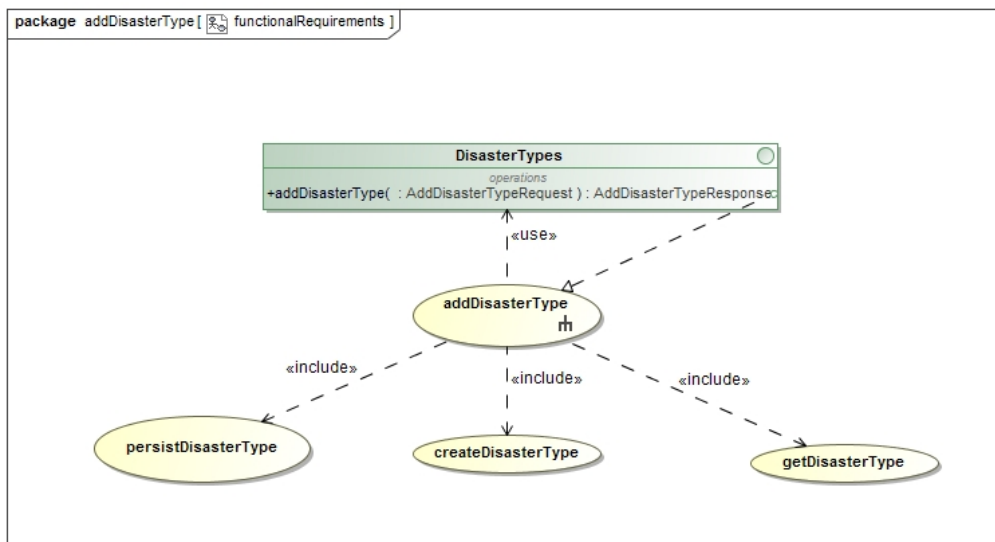 package addDisasterType [ functionalRequirements ]
DisasterTypes
operations
+addDisasterType( : AddDisasterTypeRequest ) : AddDisasterTypeResponse
«use»
addDisasterType
«include»
«include»
«include»
persistDisasterType
createDisasterType
getDisasterType